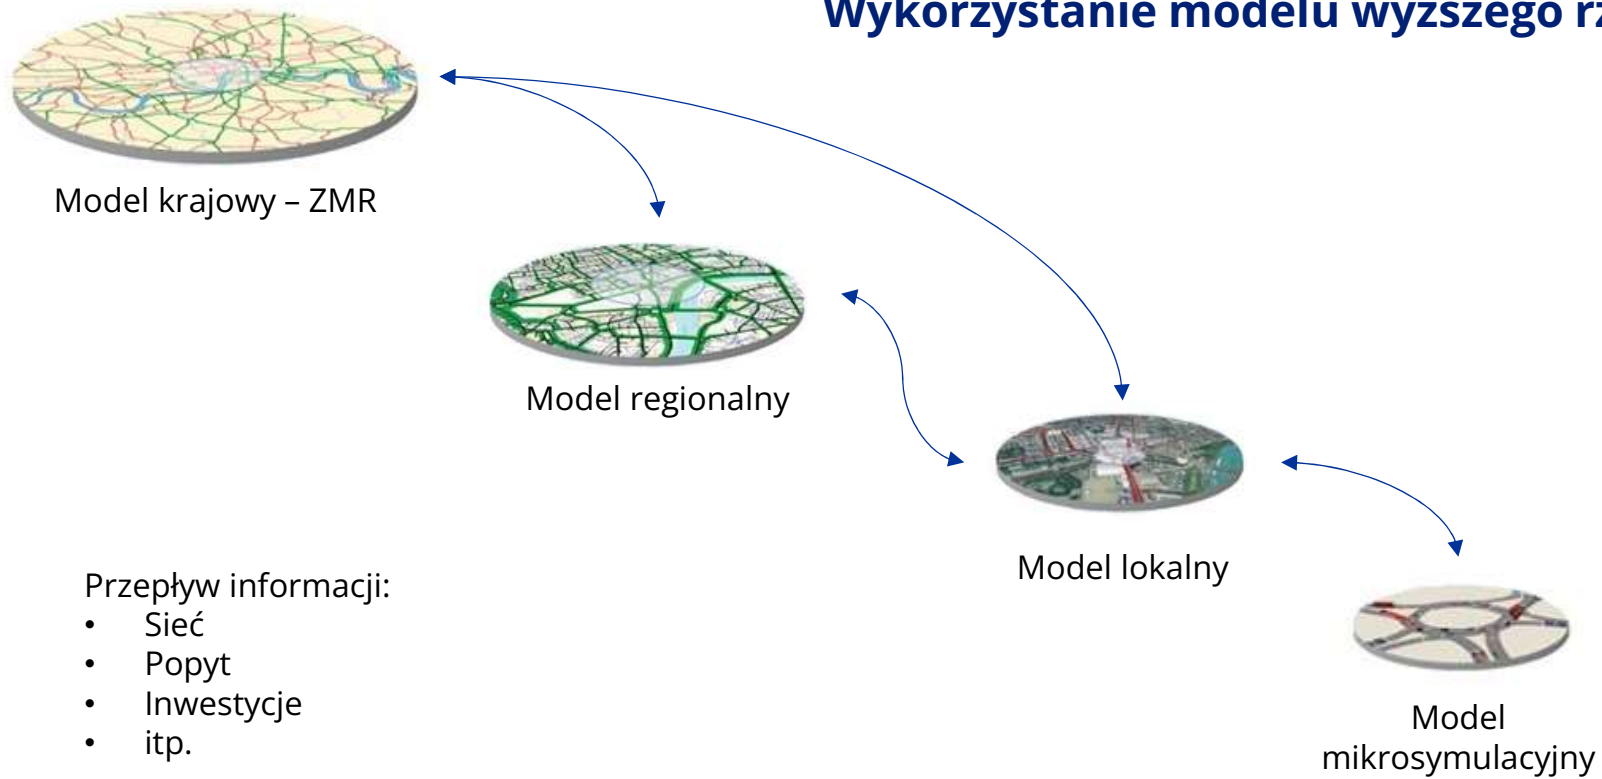 Wykorzystanie modelu wyższego
Model krajowy – ZMR
Model regionalny
Model lokalny
Przepływ informacji:
• Sieć
• Popyt
• Inwestycje
• itp.
Model
mikrosymulacyjny